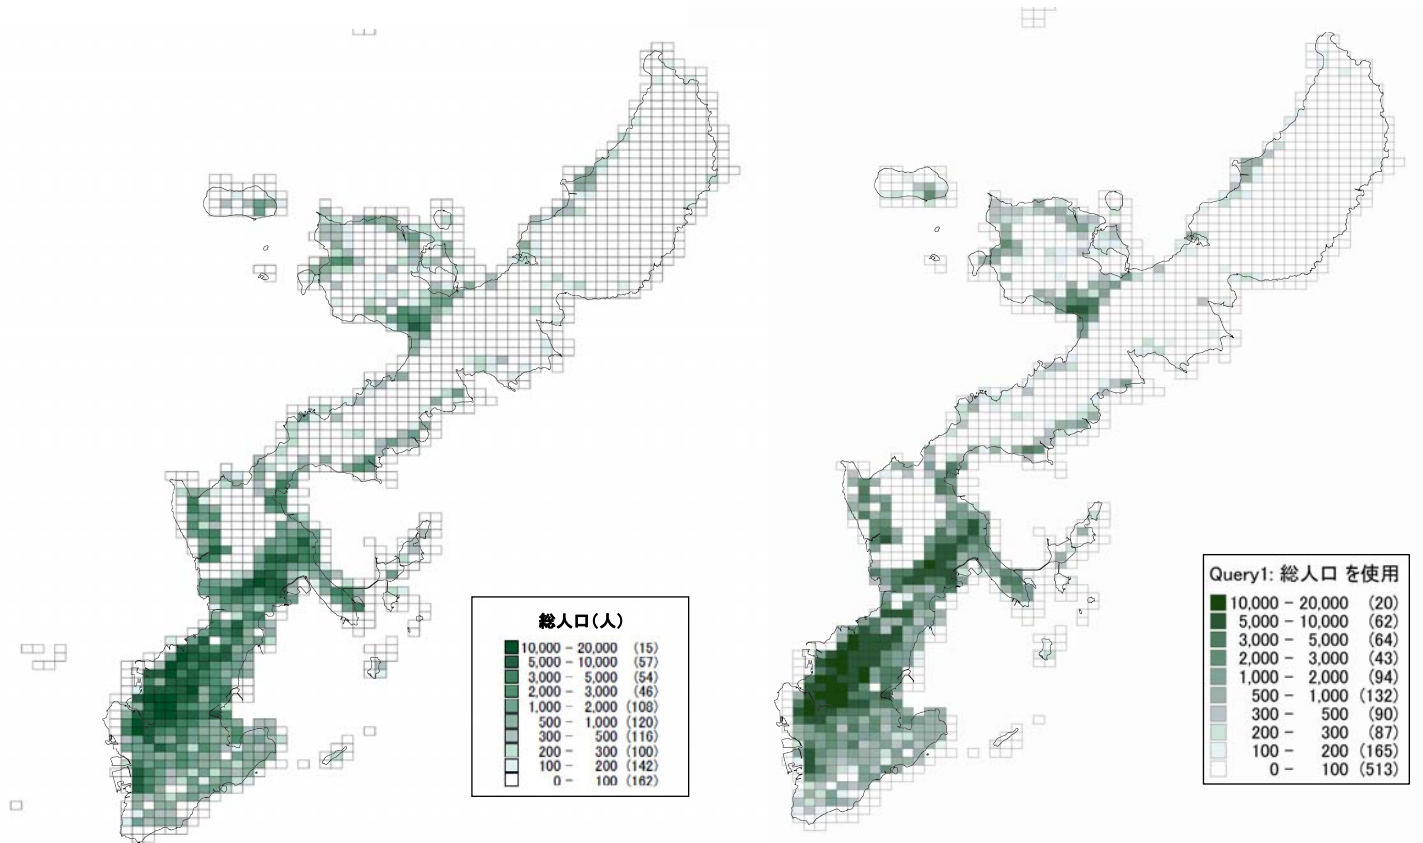 総人口(人)
10,000 - 20,000 (15)
5,000 - 10,000 (57)
3,000 - 5,000 (54)
2,000 - 3,000 (46)
1,000 - 2,000 (108)
500 - 1,000 (120)
300 - 500 (116)
200 - 300 (100)
100 - 200 (142)
0 - 100 (162)
Query1: 総人口 を使用
10,000 - 20,000 (20)
5,000 - 10,000 (62)
3,000 - 5,000 (64)
2,000 - 3,000 (43)
1,000 - 2,000 (94)
500 - 1,000 (132)
300 - 500 (90)
200 - 300 (87)
100 - 200 (165)
0 - 100 (513)